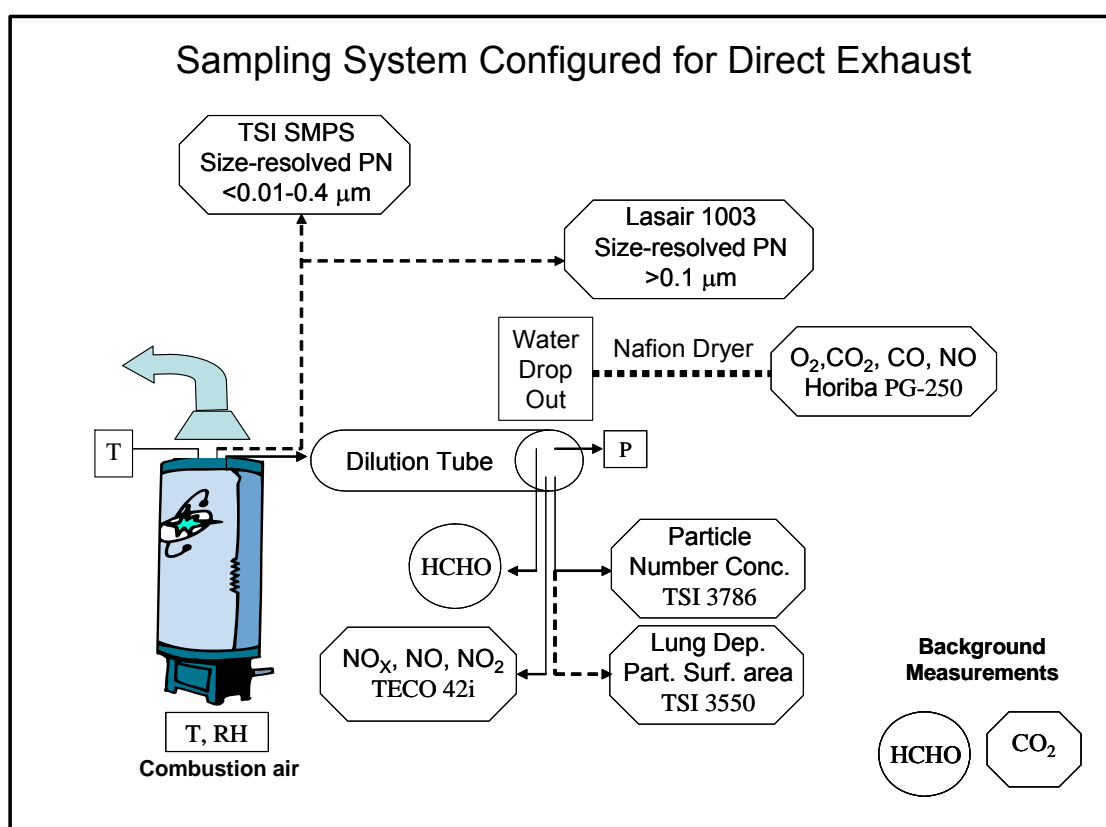 Sampling System Configured for Direct Exhaust
TSI SMPS
Size-resolved PN
<0.01-0.4 μm
Lasair 1003
Size-resolved PN
>0.1 μm
Water
Drop
Out
Nafion Dryer
O₂,CO₂, CO, NO
Horiba PG-250
T
Dilution Tube
P
HCHO
Particle
Number Conc.
TSI 3786
NOX, NO, NO₂
TECO 42i
Lung Dep.
Part. Surf. area
TSI 3550
T, RH
Combustion air
Background
Measurements
HCHO
CO₂